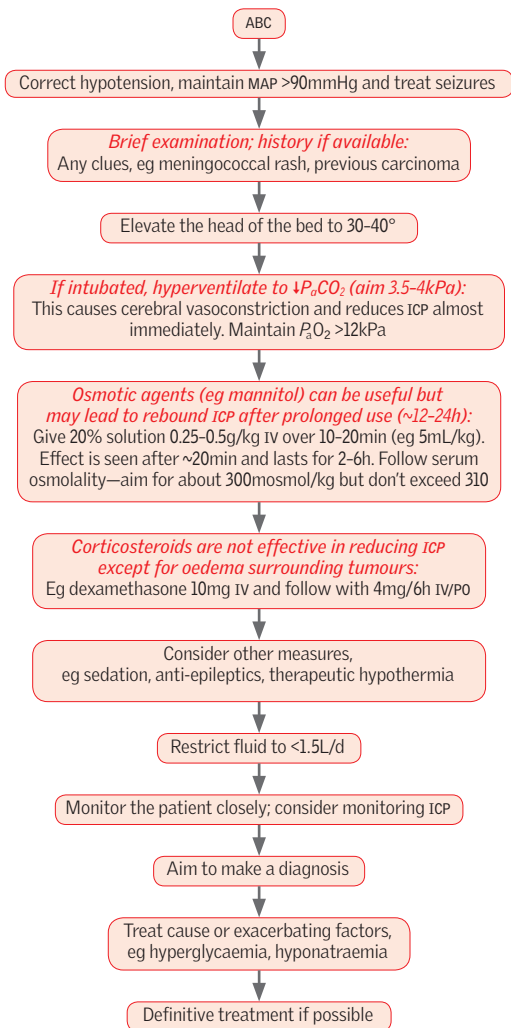 ABC
Correct hypotension, maintain MAP >90mmHg and treat seizures
Brief examination; history if available:
Any clues, eg meningococcal rash, previous carcinoma
Elevate the head of the bed to 30–40°
If intubated, hyperventilate to ↓PaCO₂ (aim 3.5–4kPa):
This causes cerebral vasoconstriction and reduces ICP almost
immediately. Maintain PaO₂ >12kPa
Osmotic agents (eg mannitol) can be useful but
may lead to rebound ICP after prolonged use (~12–24h):
Give 20% solution 0.25–0.5g/kg IV over 10–20min (eg 5mL/kg).
Effect is seen after ~20min and lasts for 2–6h. Follow serum
osmolality—aim for about 300mosmol/kg but don’t exceed 310
Corticosteroids are not effective in reducing ICP
except for oedema surrounding tumours:
Eg dexamethasone 10mg IV and follow with 4mg/6h IV/PO
Consider other measures,
eg sedation, anti-epileptics, therapeutic hypothermia
Restrict fluid to <1.5L/d
Monitor the patient closely; consider monitoring ICP
Aim to make a diagnosis
Treat cause or exacerbating factors,
eg hyperglycaemia, hyponatraemia
Definitive treatment if possible